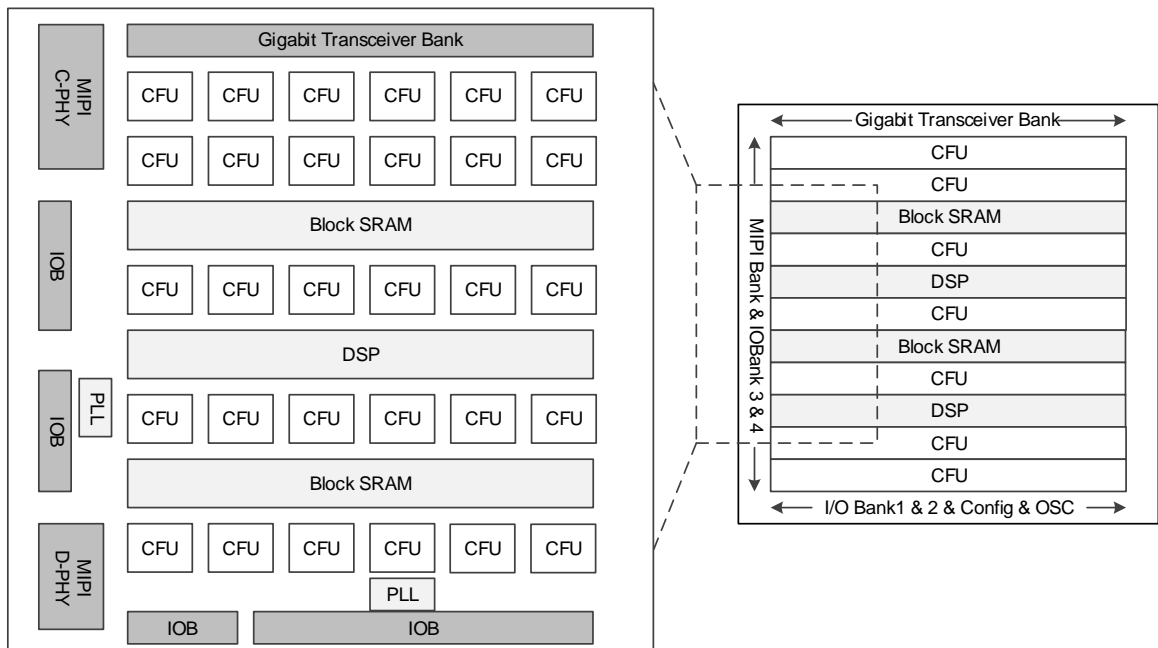 Gigabit Transceiver Bank
MIPI
C-PHY
CFU CFU CFU CFU CFU CFU
CFU CFU CFU CFU CFU CFU
Block SRAM
IOB
CFU CFU CFU CFU CFU CFU
DSP
IOB
PLL
CFU CFU CFU CFU CFU CFU
Block SRAM
MIPI
D-PHY
CFU CFU CFU CFU CFU CFU
PLL
IOB
IOB
Gigabit Transceiver Bank
MIPI Bank & IOBank 3 & 4
CFU
CFU
Block SRAM
CFU
DSP
CFU
Block SRAM
CFU
DSP
CFU
CFU
I/O Bank1 & 2 & Config & OSC